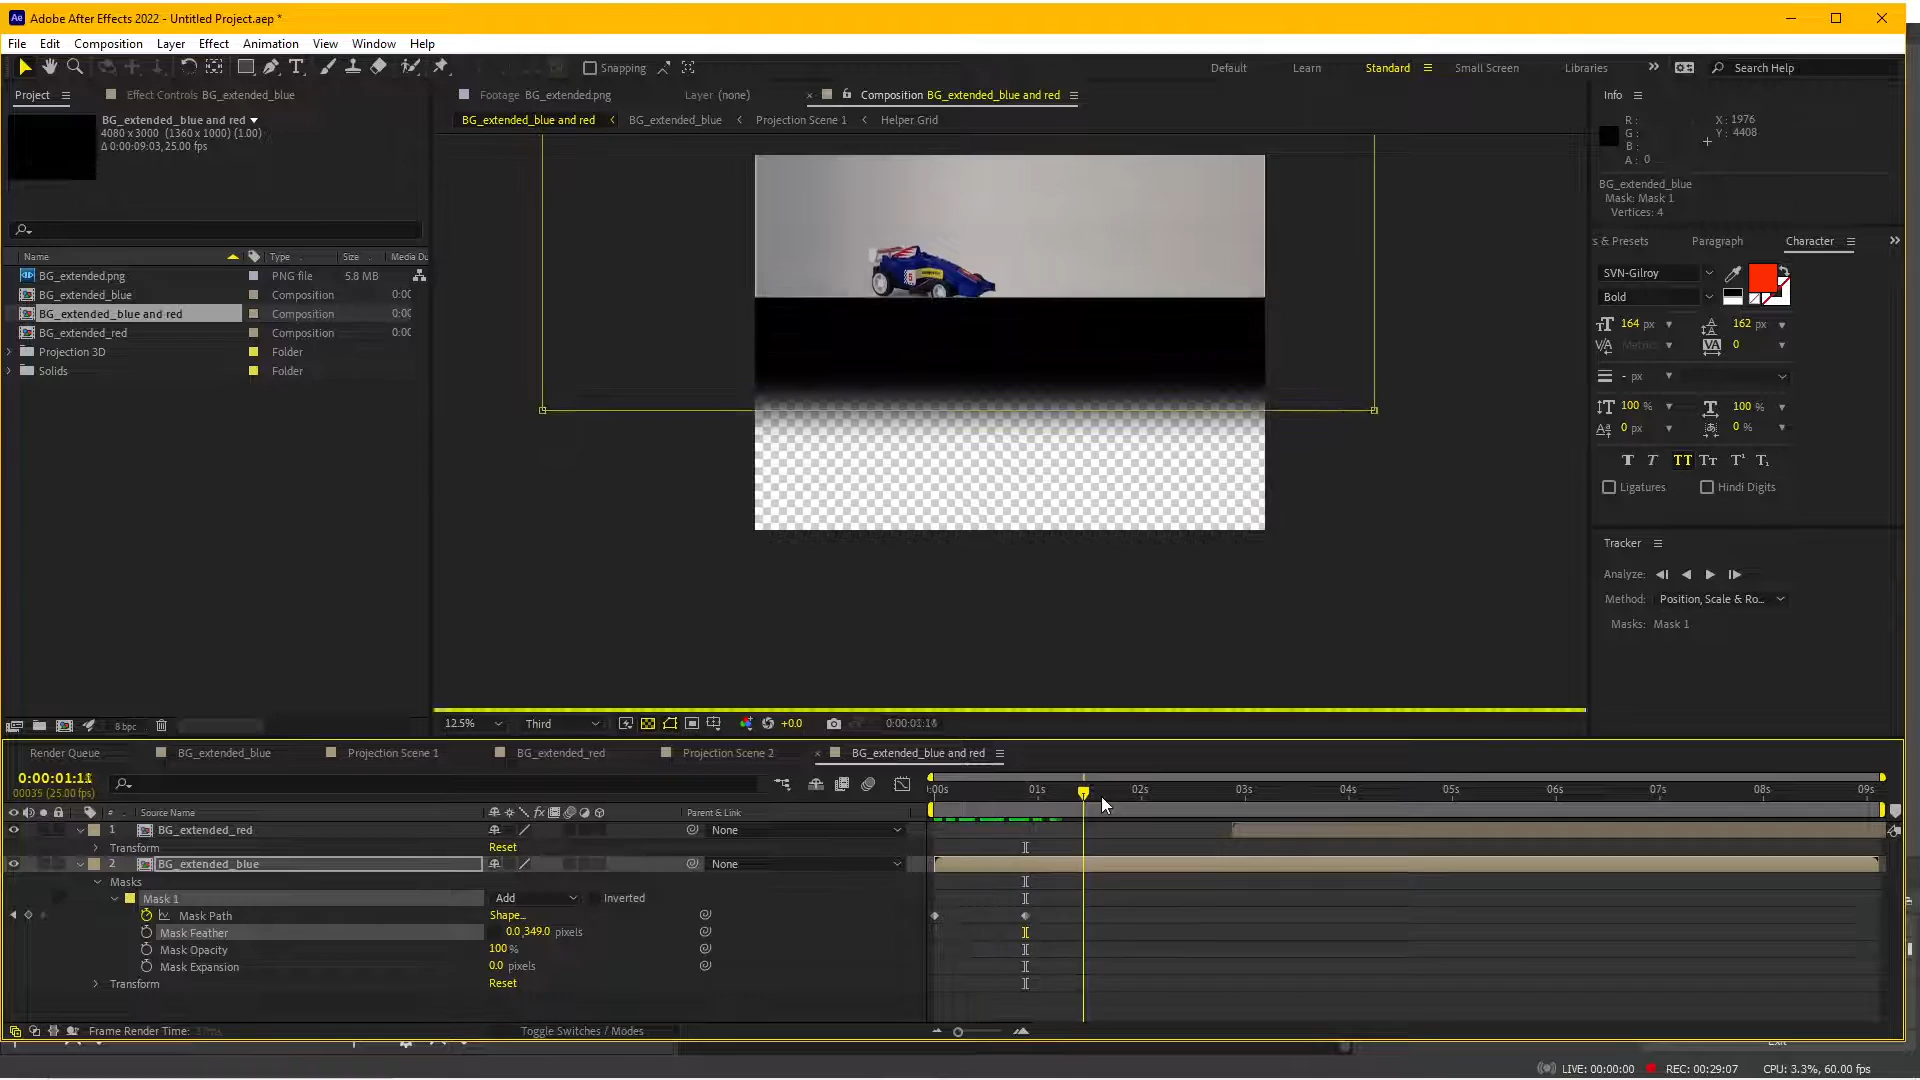 Ae Adobe After Effects 2022 - Untitled Project.aep *
File Edit Composition Layer Effect Animation View Window Help
Snapping Default Learn Standard Small Screen Libraries Search Help
Project Effect Controls BG_extended_blue Footage BG_extended.png Layer (none) Composition BG_extended_blue and red Info
BG_extended_blue and red
4080 x 3000 (1360 x 1000) (1.00)
Δ 0:00:09:03, 25.00 fps
BG_extended_blue and red BG_extended_blue Projection Scene 1 Helper Grid
R :
G :
B :
A : 0
X : 1976
Y : 4408
BG_extended_blue
Mask: Mask 1
Vertices: 4
Name Type Size Media Du
BG_extended.png PNG file 5.8 MB
BG_extended_blue Composition 0:00
BG_extended_blue and red Composition 0:00
BG_extended_red Composition 0:00
Projection 3D Folder
Solids Folder
s & Presets Paragraph Character
SVN-Gilroy
Bold
164 px 162 px
Metrics 0
- px
100 % 100 %
0 px 0 %
T T TT Tт T¹ T₁
Ligatures Hindi Digits
Tracker
Analyze:
Method: Position, Scale & Ro...
Masks: Mask 1
8 bpc
12.5% Third +0.0
Render Queue BG_extended_blue Projection Scene 1 BG_extended_red Projection Scene 2 BG_extended_blue and red
00035 (25.00 fps)
# Source Name fx Parent & Link
:00s 01s 02s 03s 04s 05s 06s 07s 08s 09s
1 BG_extended_red None
Transform Reset
2 BG_extended_blue None
Masks
Mask 1 Add Inverted
Mask Path Shape...
Mask Feather 0.0,349.0 pixels
Mask Opacity 100 %
Mask Expansion 0.0 pixels
Transform Reset
Frame Render Time: Toggle Switches / Modes
LIVE: 00:00:00 REC: 00:29:07 CPU: 3.3%, 60.00 fps